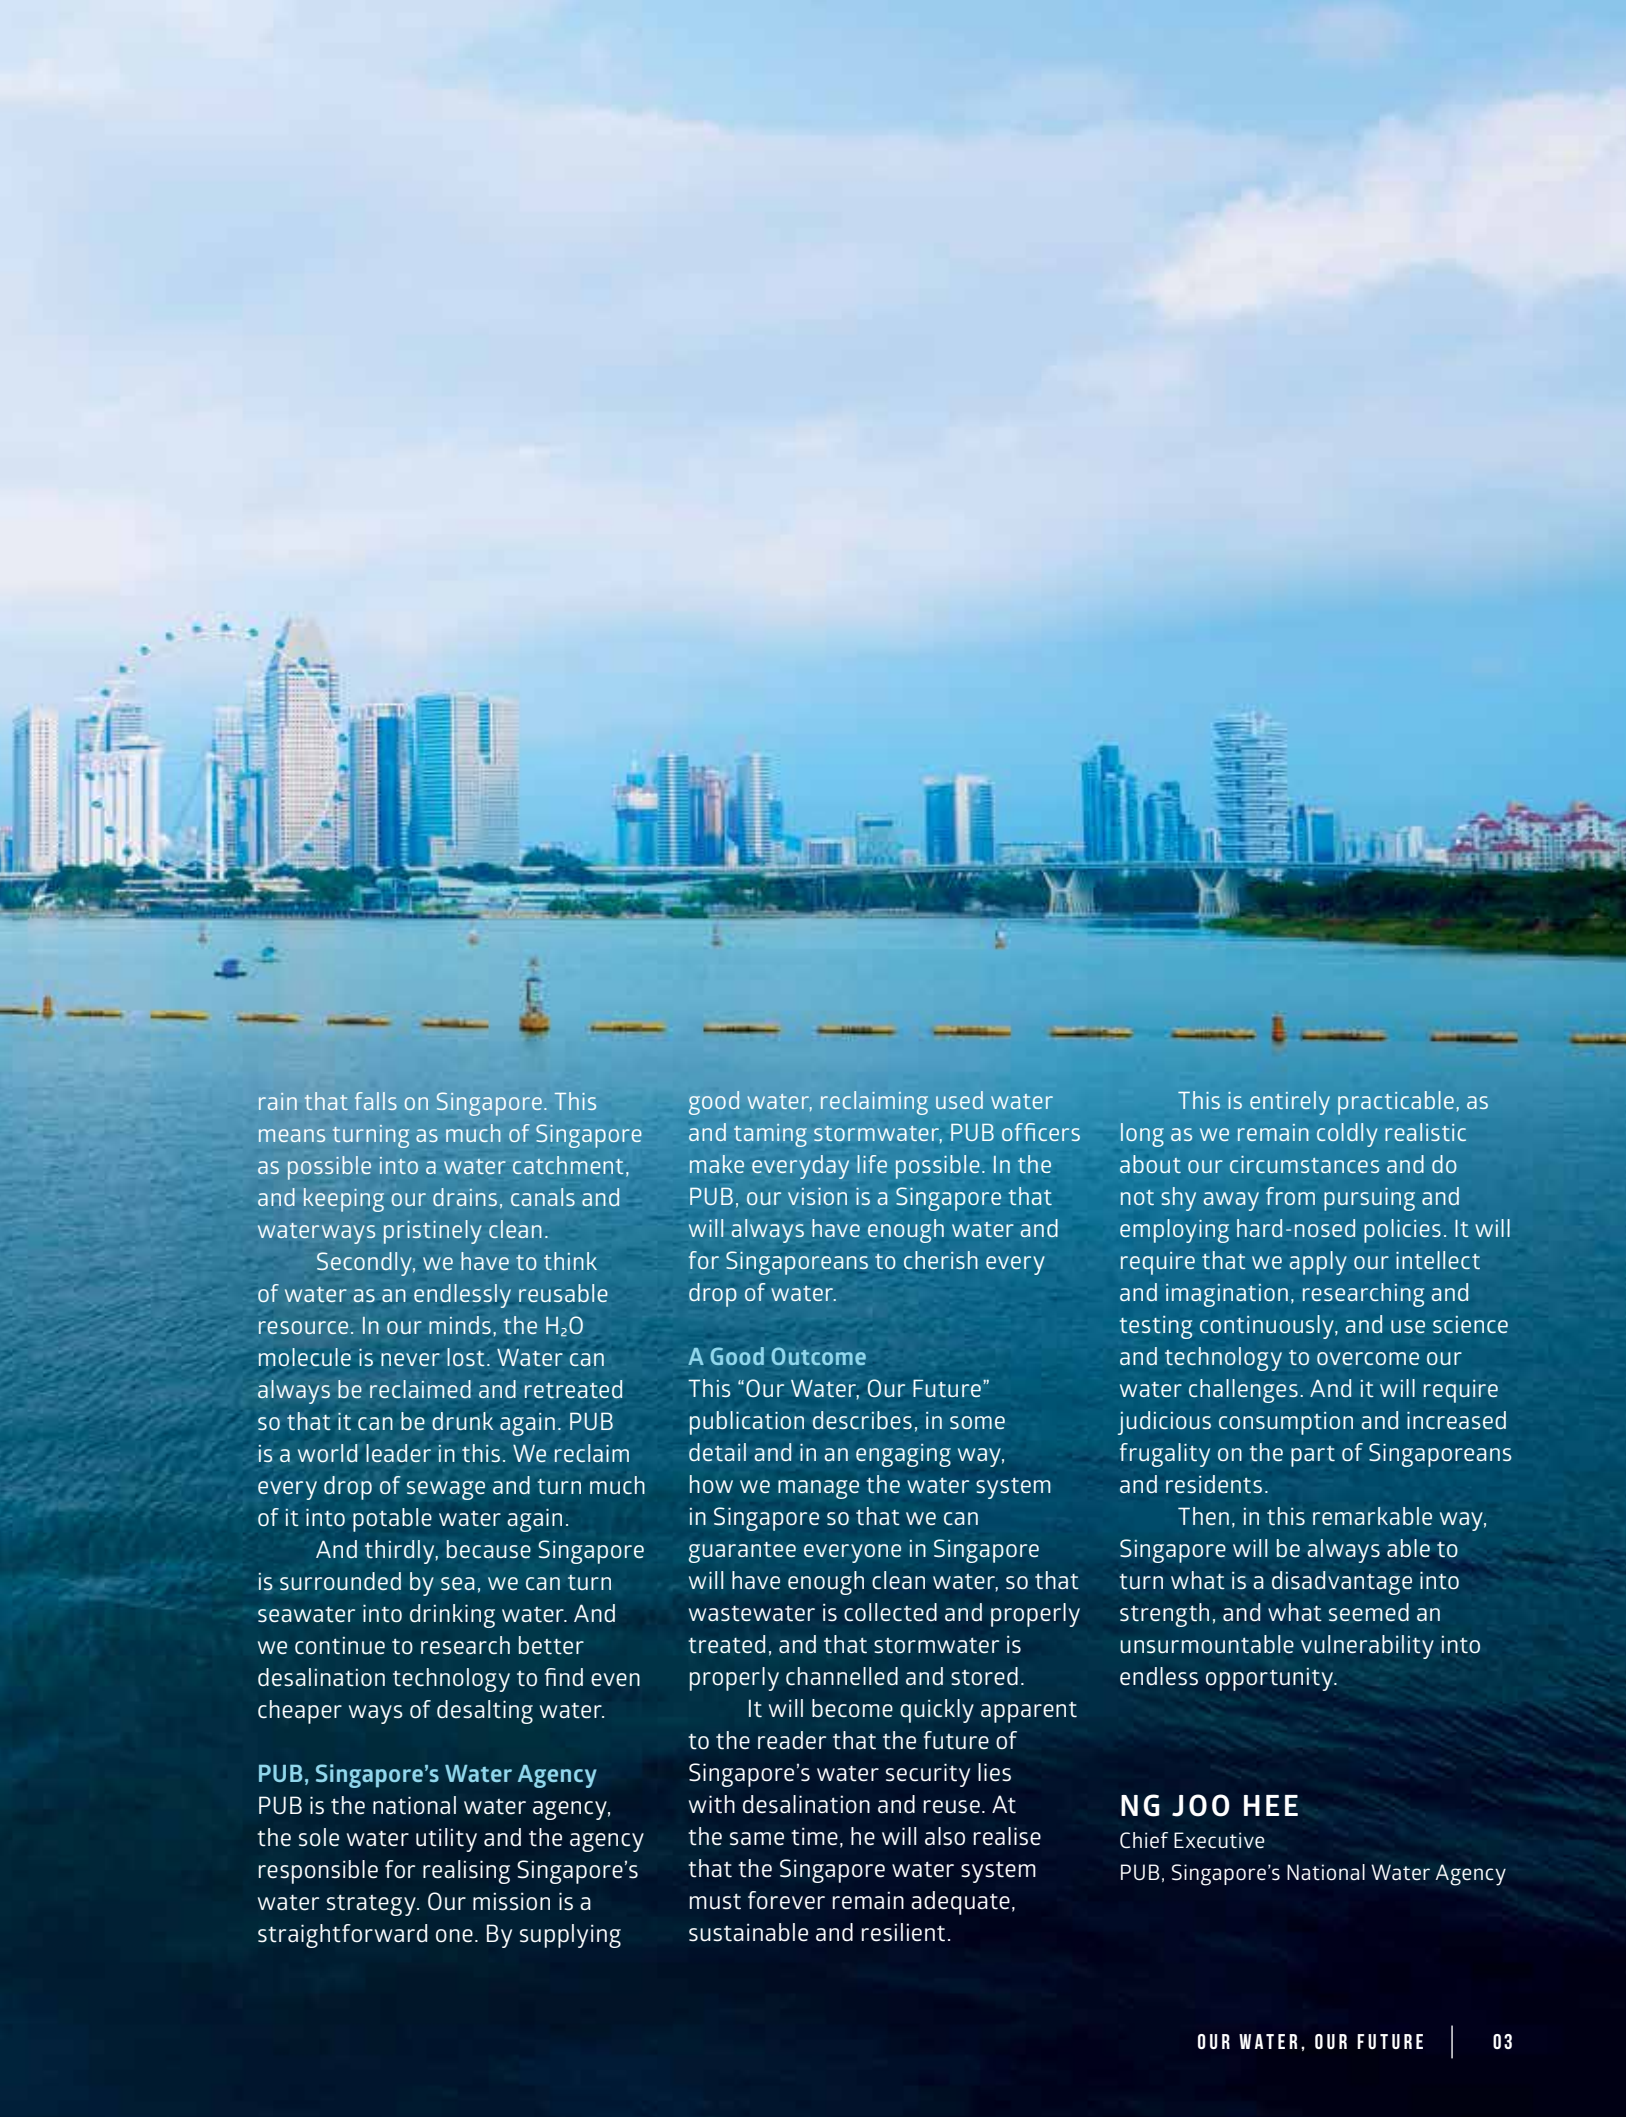 rain that falls on Singapore. This
means turning as much of Singapore
as possible into a water catchment,
and keeping our drains, canals and
waterways pristinely clean.
Secondly, we have to think
of water as an endlessly reusable
resource. In our minds, the H₂O
molecule is never lost. Water can
always be reclaimed and retreated
so that it can be drunk again. PUB
is a world leader in this. We reclaim
every drop of sewage and turn much
of it into potable water again.
And thirdly, because Singapore
is surrounded by sea, we can turn
seawater into drinking water. And
we continue to research better
desalination technology to find even
cheaper ways of desalting water.
PUB, Singapore's Water Agency
PUB is the national water agency,
the sole water utility and the agency
responsible for realising Singapore's
water strategy. Our mission is a
straightforward one. By supplying
good water, reclaiming used water
and taming stormwater, PUB officers
make everyday life possible. In the
PUB, our vision is a Singapore that
will always have enough water and
for Singaporeans to cherish every
drop of water.
A Good Outcome
This “Our Water, Our Future”
publication describes, in some
detail and in an engaging way,
how we manage the water system
in Singapore so that we can
guarantee everyone in Singapore
will have enough clean water, so that
wastewater is collected and properly
treated, and that stormwater is
properly channelled and stored.
It will become quickly apparent
to the reader that the future of
Singapore's water security lies
with desalination and reuse. At
the same time, he will also realise
that the Singapore water system
must forever remain adequate,
sustainable and resilient.
This is entirely practicable, as
long as we remain coldly realistic
about our circumstances and do
not shy away from pursuing and
employing hard-nosed policies. It will
require that we apply our intellect
and imagination, researching and
testing continuously, and use science
and technology to overcome our
water challenges. And it will require
judicious consumption and increased
frugality on the part of Singaporeans
and residents.
Then, in this remarkable way,
Singapore will be always able to
turn what is a disadvantage into
strength, and what seemed an
unsurmountable vulnerability into
endless opportunity.
NG JOO HEE
Chief Executive
PUB, Singapore's National Water Agency
OUR WATER, OUR FUTURE | 03